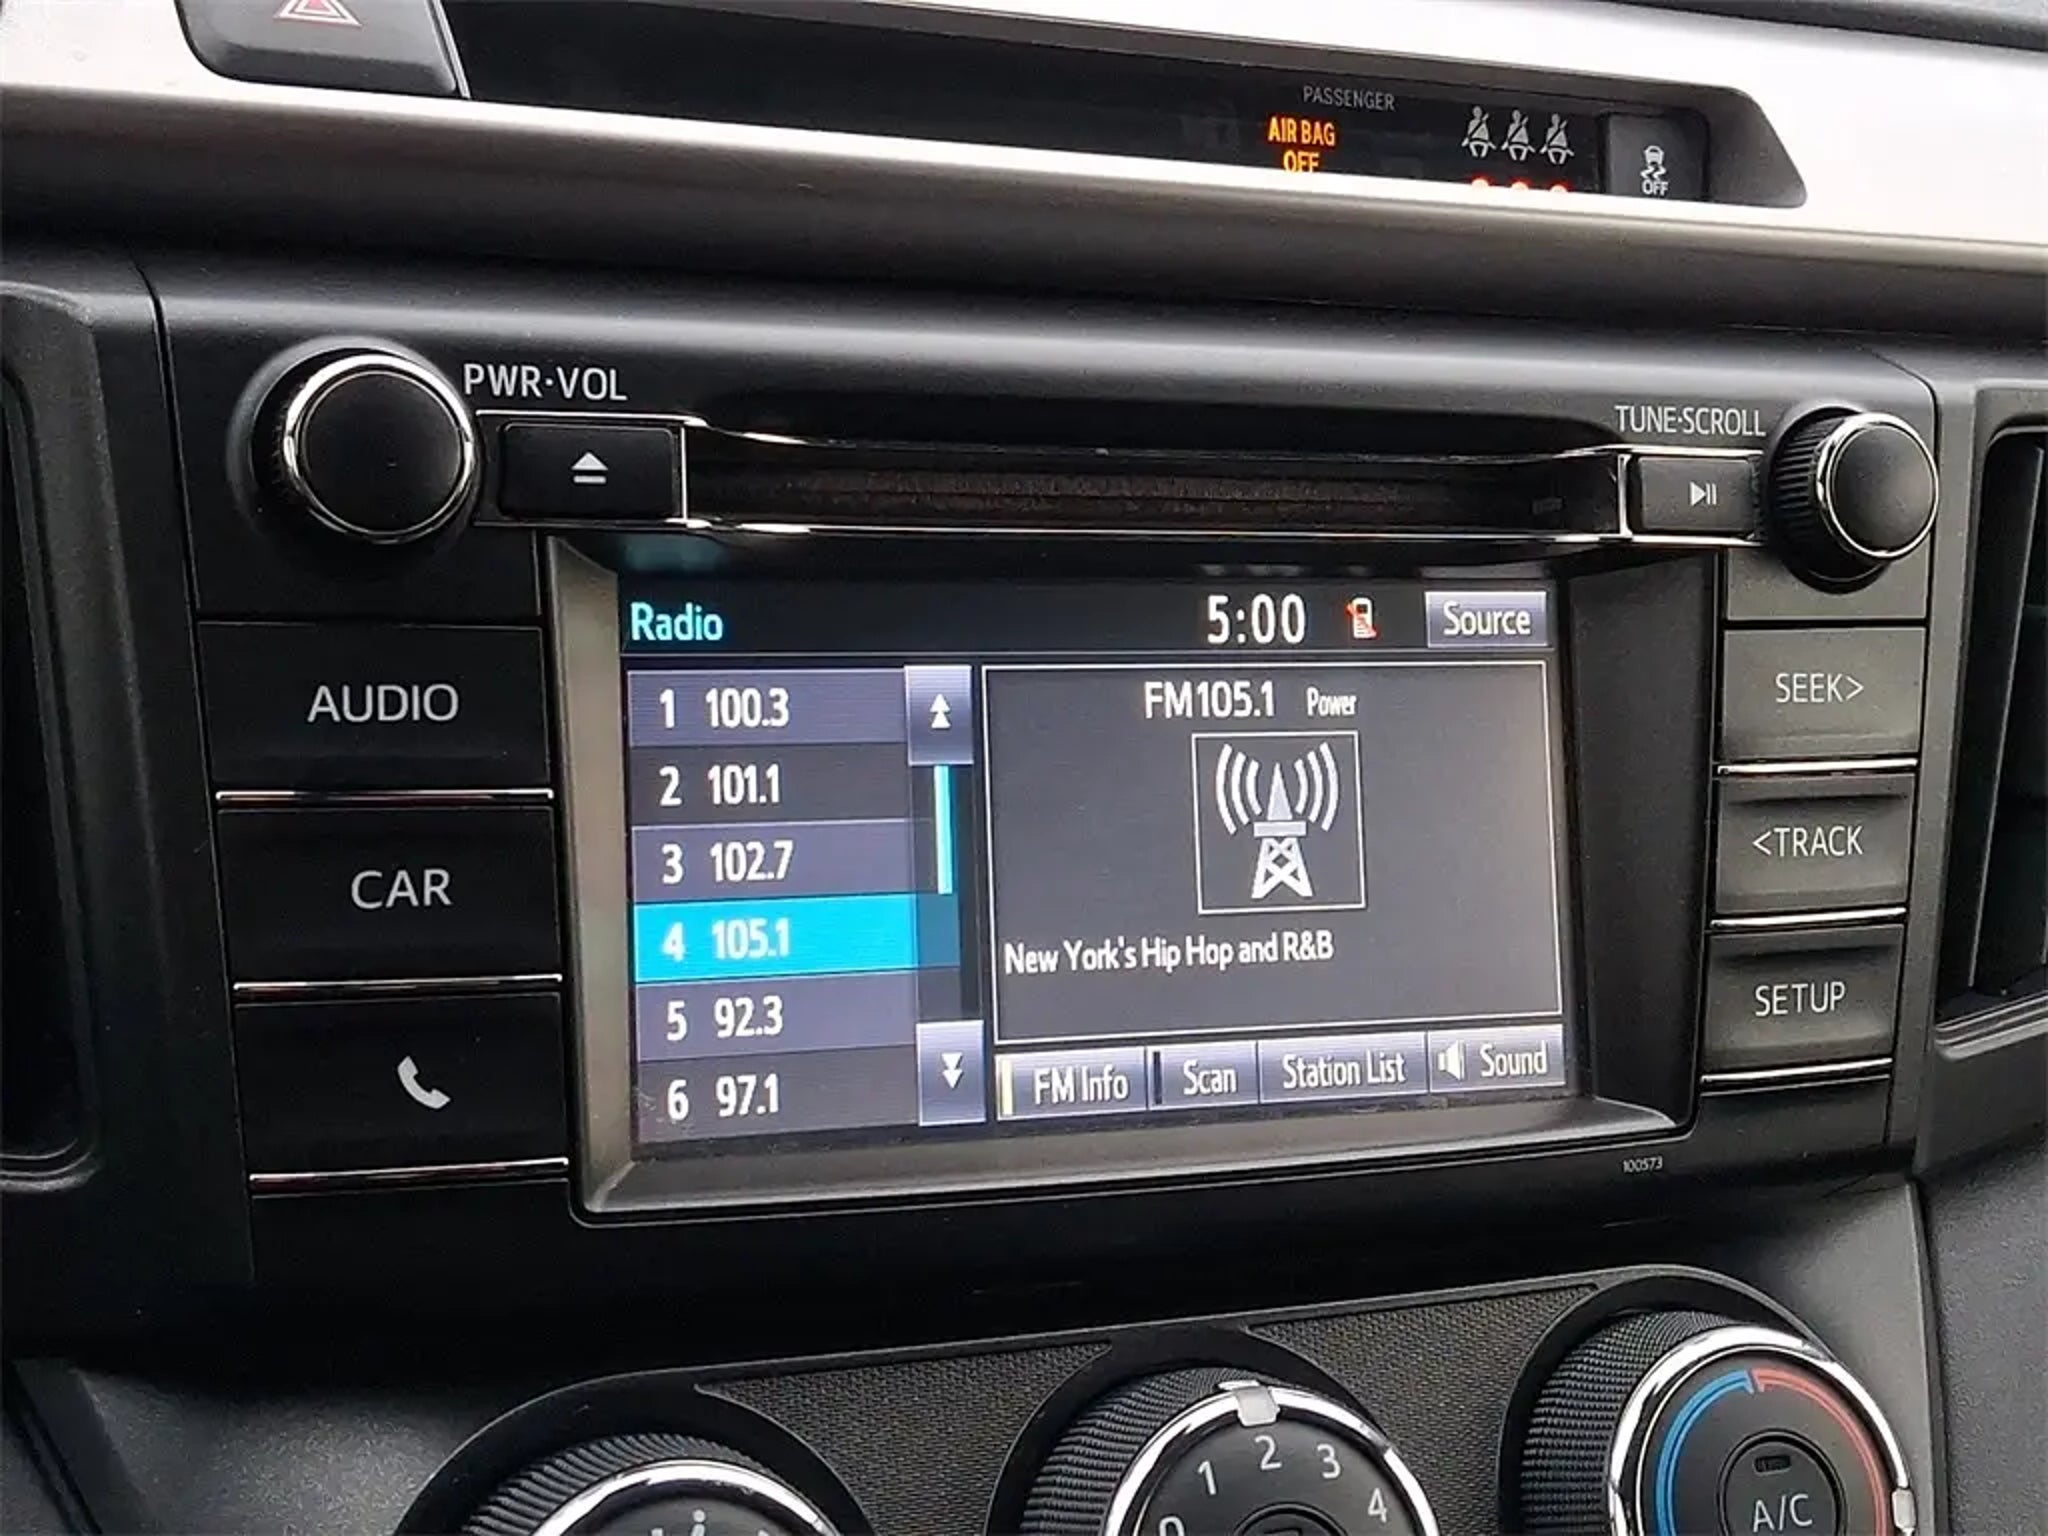 PASSENGER
AIR BAG
OFF
OFF
PWR·VOL
TUNE·SCROLL
Radio
5:00
Source
AUDIO
CAR
1 100.3
2 101.1
3 102.7
4 105.1
5 92.3
6 97.1
FM105.1 Power
New York's Hip Hop and R&B
FM Info
Scan
Station List
Sound
SEEK>
<TRACK
SETUP
100573
0 1 2 3 4
A/C